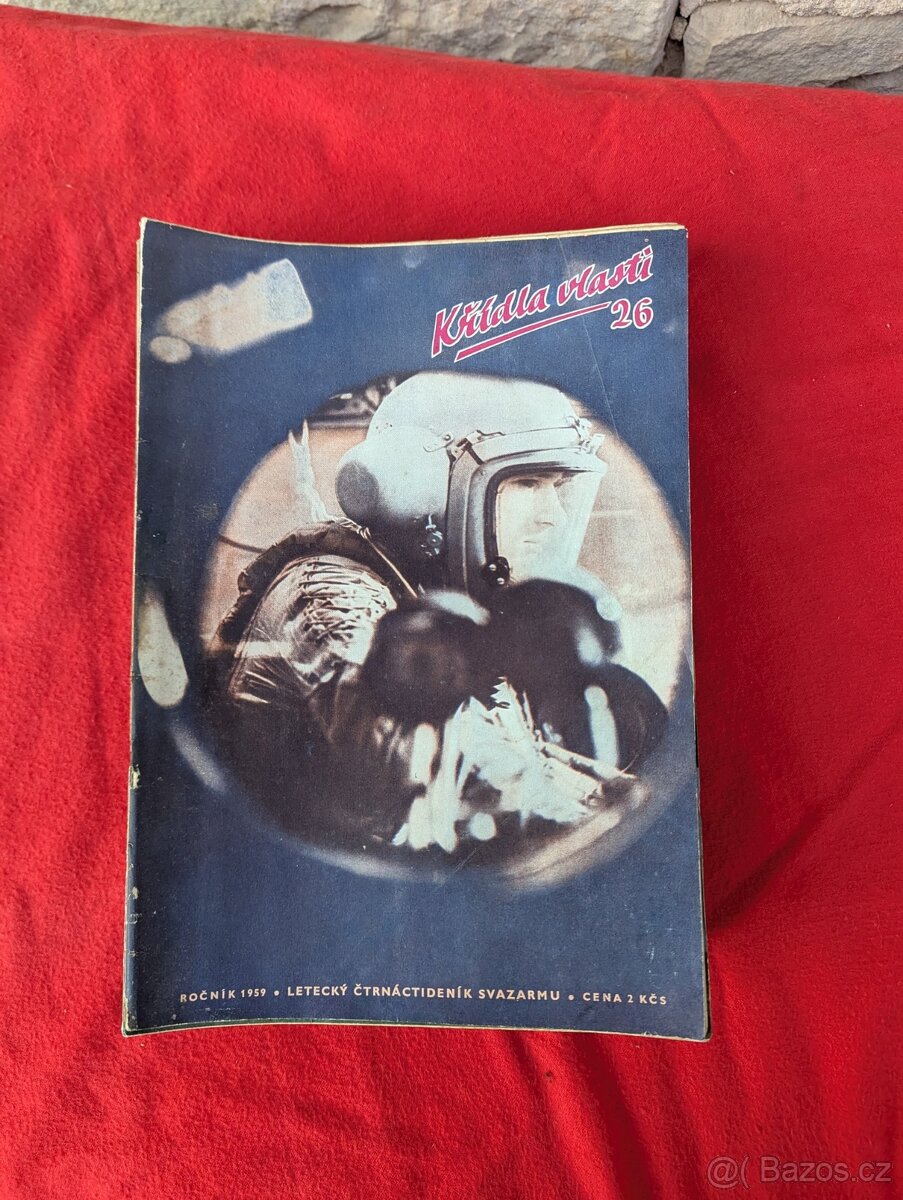 Křídla vlasti
26
ROČNÍK 1959 • LETECKÝ ČTRNÁCTIDENÍK SVAZARMU • CENA 2 KČS
@ Bazos.cz